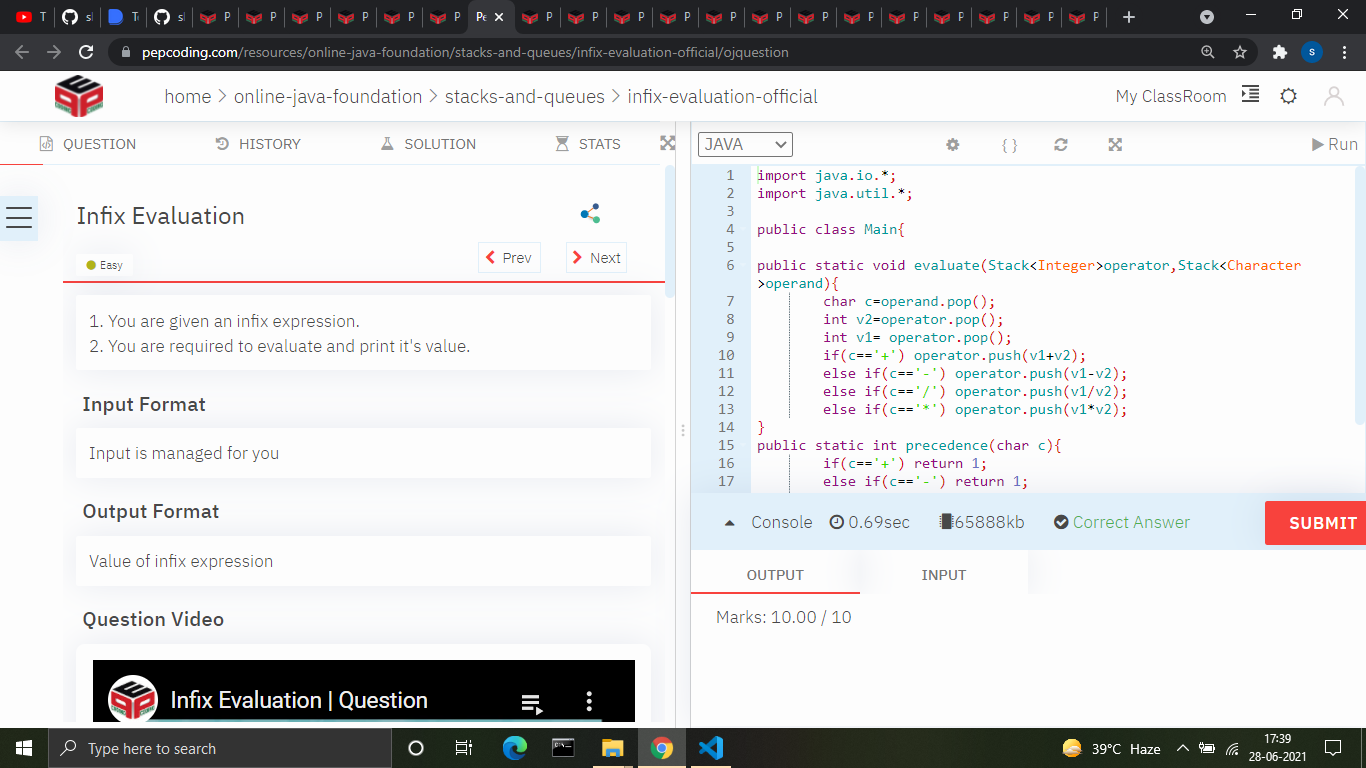 T
sl
To
sl
P
P
P
P
P
P
Pe
P
P
P
P
P
P
P
P
P
P
P
P
P
pepcoding.com/resources/online-java-foundation/stacks-and-queues/infix-evaluation-official/ojquestion
S
home > online-java-foundation > stacks-and-queues > infix-evaluation-official
My ClassRoom
QUESTION HISTORY SOLUTION STATS
JAVA
{ }
Run
Infix Evaluation
Prev Next
Easy
1. You are given an infix expression.
2. You are required to evaluate and print it's value.
Input Format
Input is managed for you
Output Format
Value of infix expression
Question Video
Infix Evaluation | Question
1 import java.io.*;
2 import java.util.*;
3
4 public class Main{
5
6 public static void evaluate(Stack<Integer>operator,Stack<Character
>operand){
7 char c=operand.pop();
8 int v2=operator.pop();
9 int v1= operator.pop();
10 if(c=='+') operator.push(v1+v2);
11 else if(c=='-') operator.push(v1-v2);
12 else if(c=='/') operator.push(v1/v2);
13 else if(c=='*') operator.push(v1*v2);
14 }
15 public static int precedence(char c){
16 if(c=='+') return 1;
17 else if(c=='-') return 1;
Console 0.69sec 65888kb Correct Answer
SUBMIT
OUTPUT INPUT
Marks: 10.00 / 10
Type here to search
39°C Haze
17:39
28-06-2021